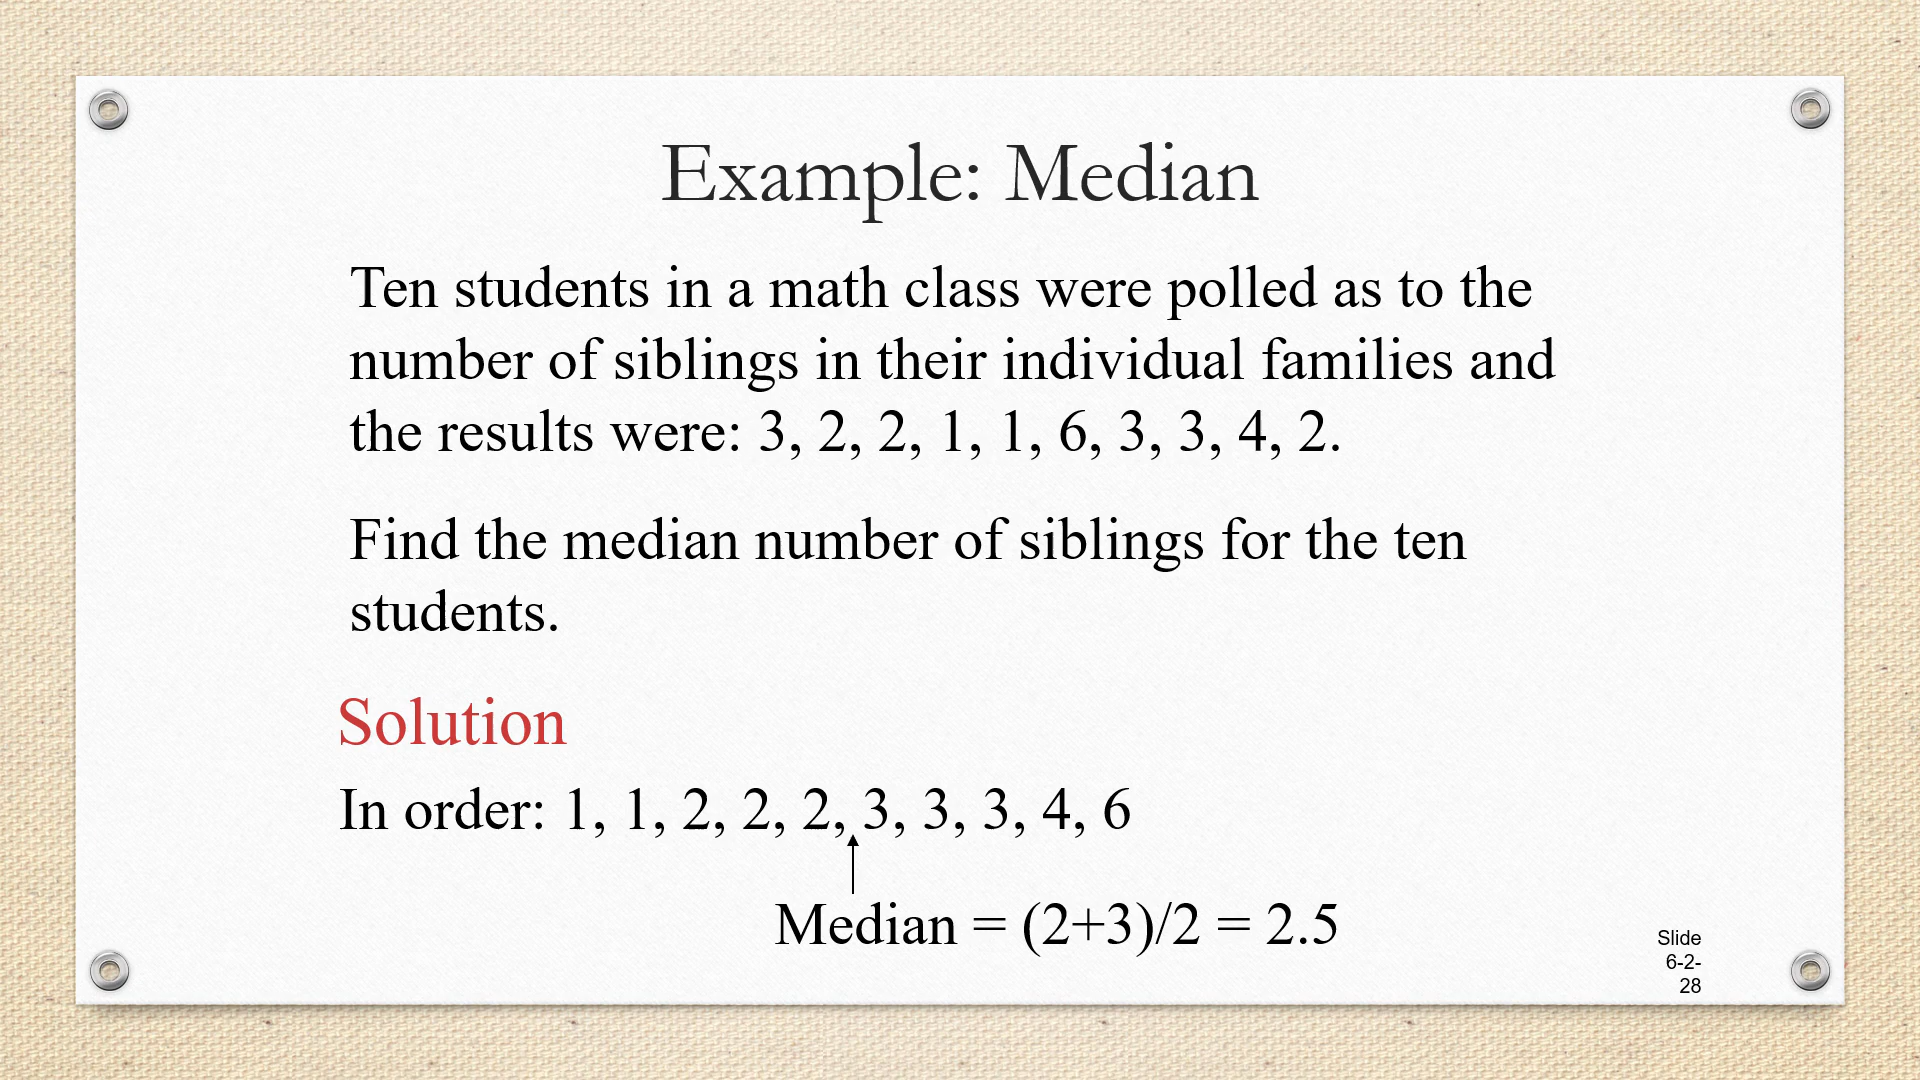 Example: Median
Ten students in a math class were polled as to the
number of siblings in their individual families and
the results were: 3, 2, 2, 1, 1, 6, 3, 3, 4, 2.
Find the median number of siblings for the ten
students.
Solution
In order: 1, 1, 2, 2, 2, 3, 3, 3, 4, 6
Median = (2+3)/2 = 2.5
Slide
6-2-
28